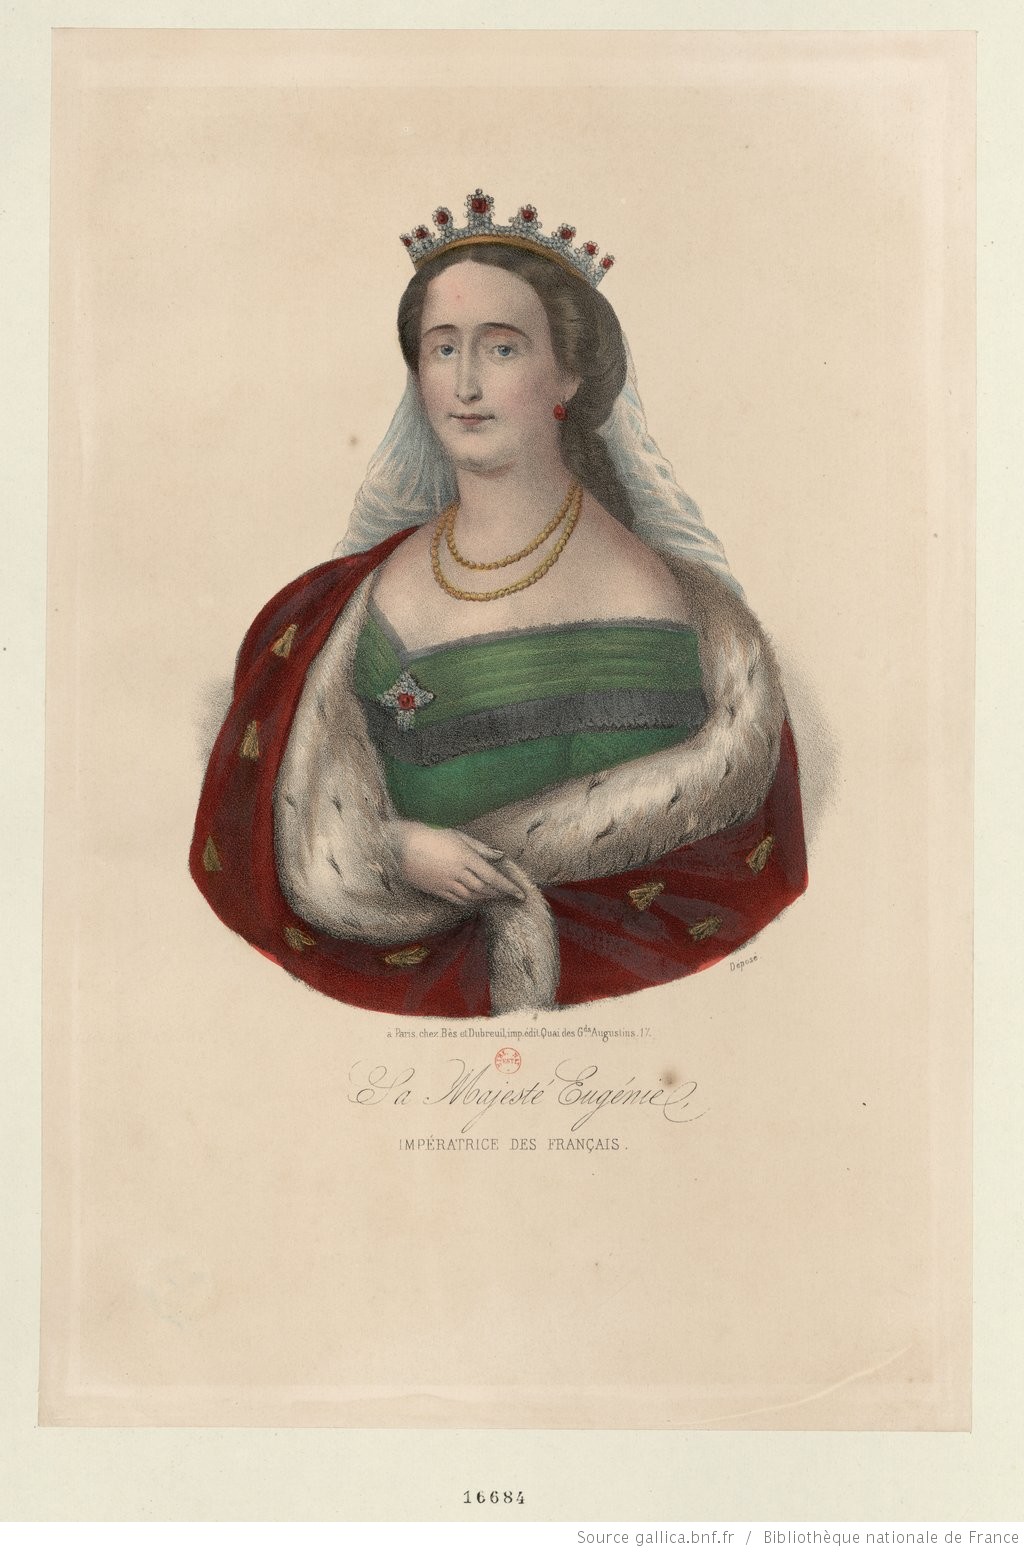 Déposé.
a Paris, chez Bès et Dubreuil, imp. édit. Quai des Gds Augustins. 17.
Sa Majesté Eugénie,
IMPÉRATRICE DES FRANÇAIS.
16684
Source gallica.bnf.fr / Bibliothèque nationale de France